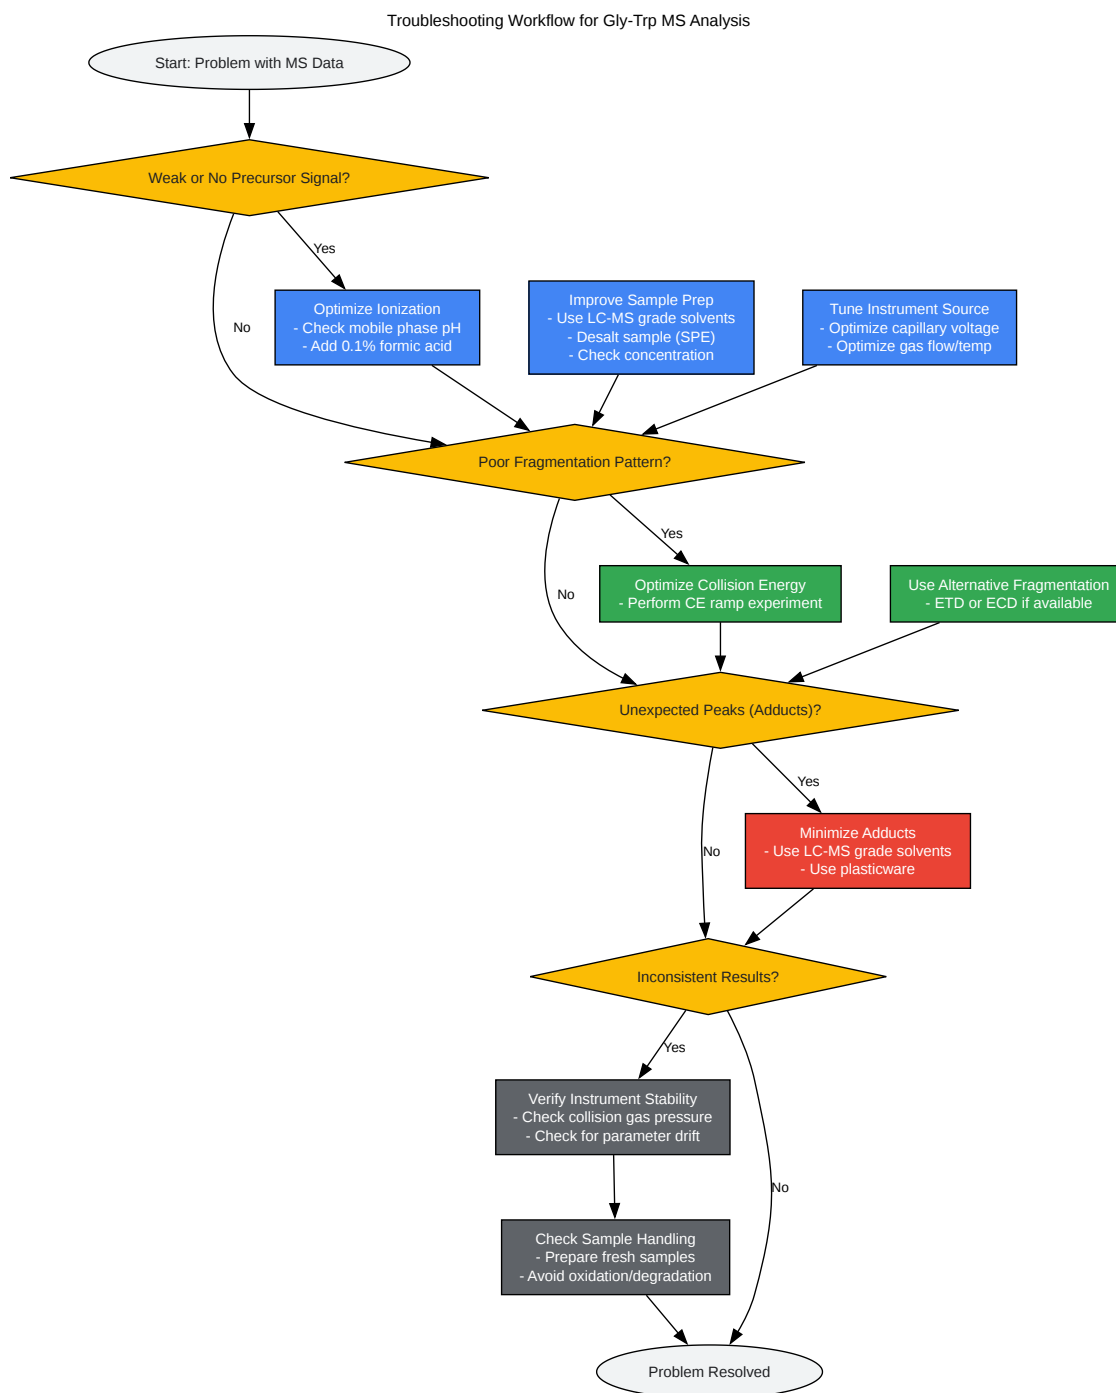 Troubleshooting Workflow for Gly-Trp MS Analysis
Start: Problem with MS Data
Weak or No Precursor Signal?
Yes
No
Optimize Ionization
- Check mobile phase pH
- Add 0.1% formic acid
Improve Sample Prep
- Use LC-MS grade solvents
- Desalt sample (SPE)
- Check concentration
Tune Instrument Source
- Optimize capillary voltage
- Optimize gas flow/temp
Poor Fragmentation Pattern?
Yes
No
Optimize Collision Energy
- Perform CE ramp experiment
Use Alternative Fragmentation
- ETD or ECD if available
Unexpected Peaks (Adducts)?
Yes
No
Minimize Adducts
- Use LC-MS grade solvents
- Use plasticware
Inconsistent Results?
Yes
No
Verify Instrument Stability
- Check collision gas pressure
- Check for parameter drift
Check Sample Handling
- Prepare fresh samples
- Avoid oxidation/degradation
Problem Resolved